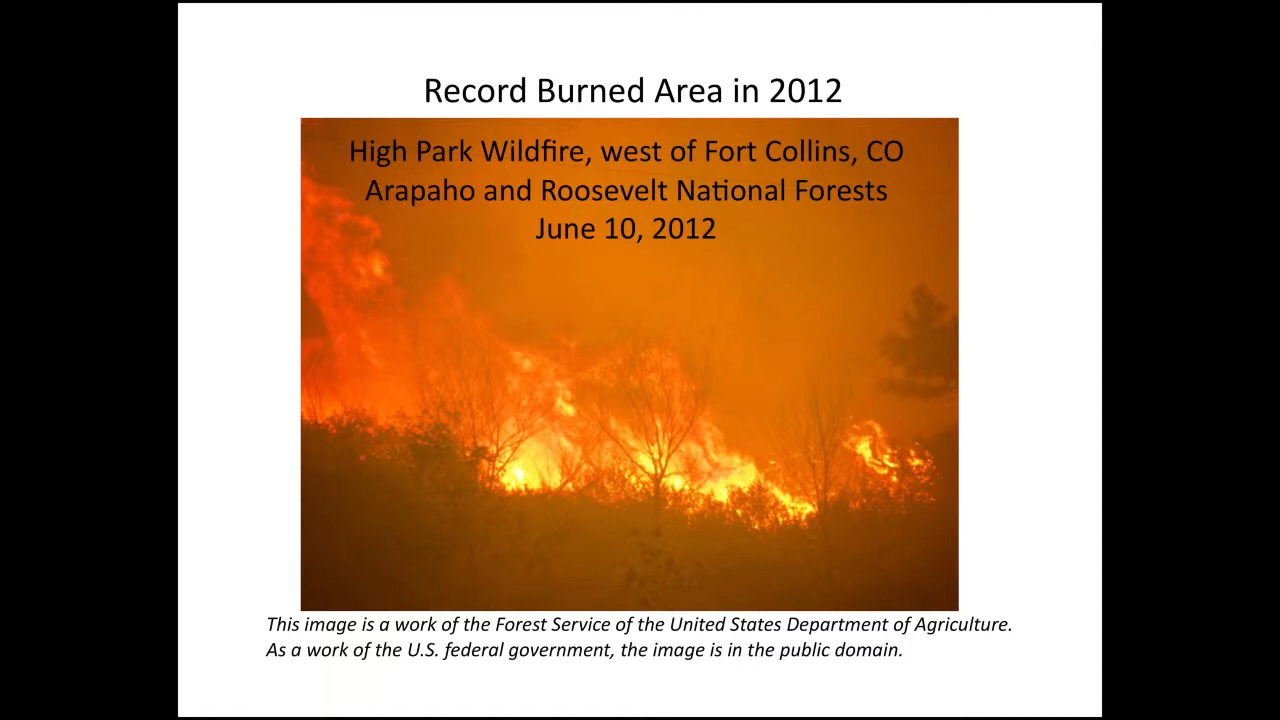 Record Burned Area in 2012
High Park Wildfire, west of Fort Collins, CO
Arapaho and Roosevelt National Forests
June 10, 2012
This image is a work of the Forest Service of the United States Department of Agriculture.
As a work of the U.S. federal government, the image is in the public domain.